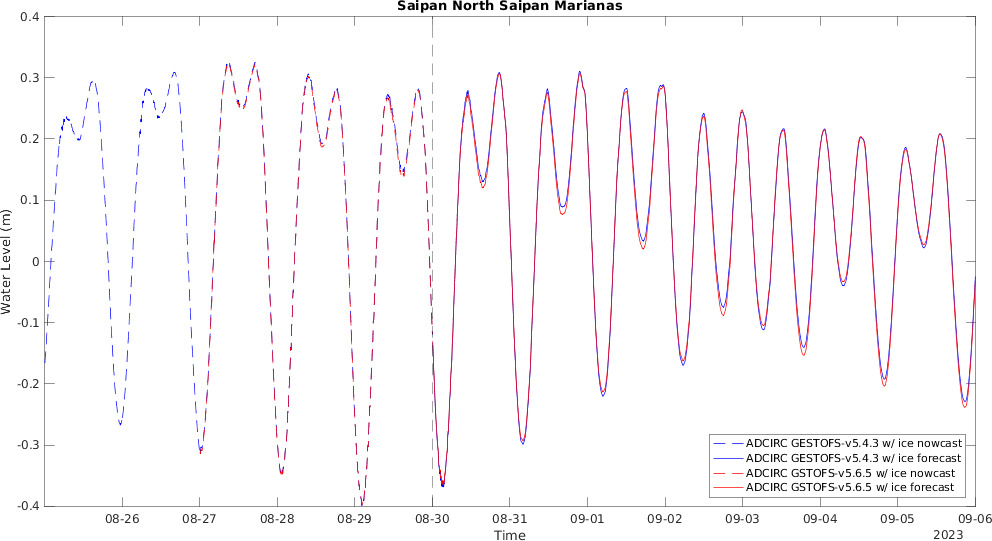 Saipan North Saipan Marianas
0.4
0.3
0.2
0.1
0
-0.1
-0.2
-0.3
-0.4
Water Level (m)
08-26 08-27 08-28 08-29 08-30 08-31 09-01 09-02 09-03 09-04 09-05 09-06
Time
2023
ADCIRC GESTOFS-v5.4.3 w/ ice nowcast
ADCIRC GESTOFS-v5.4.3 w/ ice forecast
ADCIRC GSTOFS-v5.6.5 w/ ice nowcast
ADCIRC GSTOFS-v5.6.5 w/ ice forecast